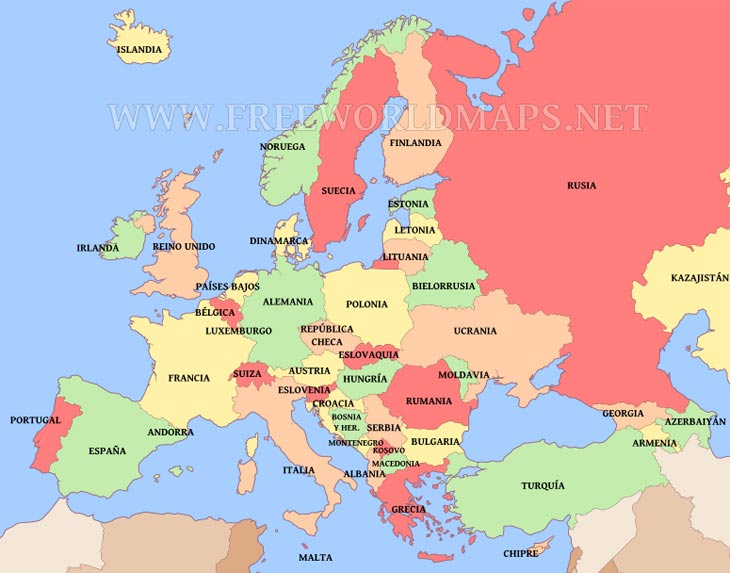 ISLANDIA
WWW.FREEWORLDMAPS.NET
NORUEGA
FINLANDIA
SUECIA
RUSIA
ESTONIA
LETONIA
DINAMARCA
IRLANDA
REINO UNIDO
LITUANIA
KAZAJISTÁN
PAÍSES BAJOS
BIELORRUSIA
ALEMANIA
POLONIA
BÉLGICA
LUXEMBURGO
REPÚBLICA
CHECA
UCRANIA
ESLOVAQUIA
SUIZA
AUSTRIA
MOLDAVIA
FRANCIA
HUNGRÍA
ESLOVENIA
CROACIA
RUMANIA
PORTUGAL
BOSNIA
Y HER.
SERBIA
GEORGIA
AZERBAIYÁN
ANDORRA
MONTENEGRO
BULGARIA
ARMENIA
ESPAÑA
KOSOVO
MACEDONIA
ITALIA
ALBANIA
TURQUÍA
GRECIA
MALTA
CHIPRE